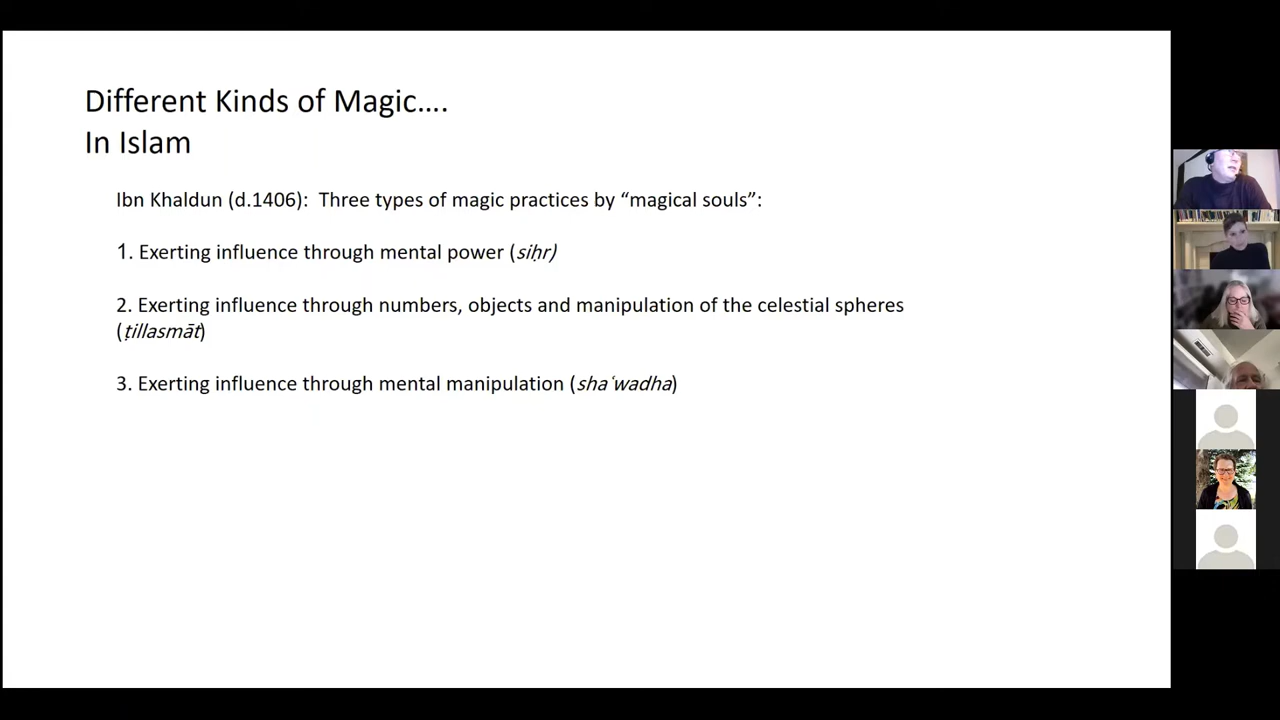 Different Kinds of Magic….
In Islam
Ibn Khaldun (d.1406):  Three types of magic practices by “magical souls”:
1. Exerting influence through mental power (siḥr)
2. Exerting influence through numbers, objects and manipulation of the celestial spheres
(ṭillasmāt)
3. Exerting influence through mental manipulation (shaʿwadha)